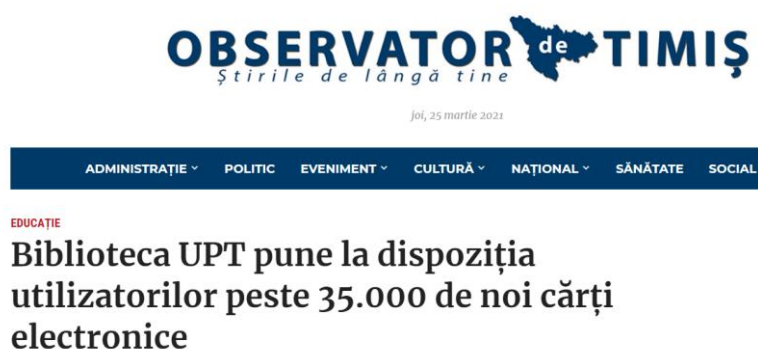 OBSERVATOR de TIMIȘ
Știrile de lângă tine
joi, 25 martie 2021
ADMINISTRAȚIE POLITIC EVENIMENT CULTURĂ NAȚIONAL SĂNĂTATE SOCIAL
EDUCAȚIE
Biblioteca UPT pune la dispoziția
utilizatorilor peste 35.000 de noi cărți
electronice